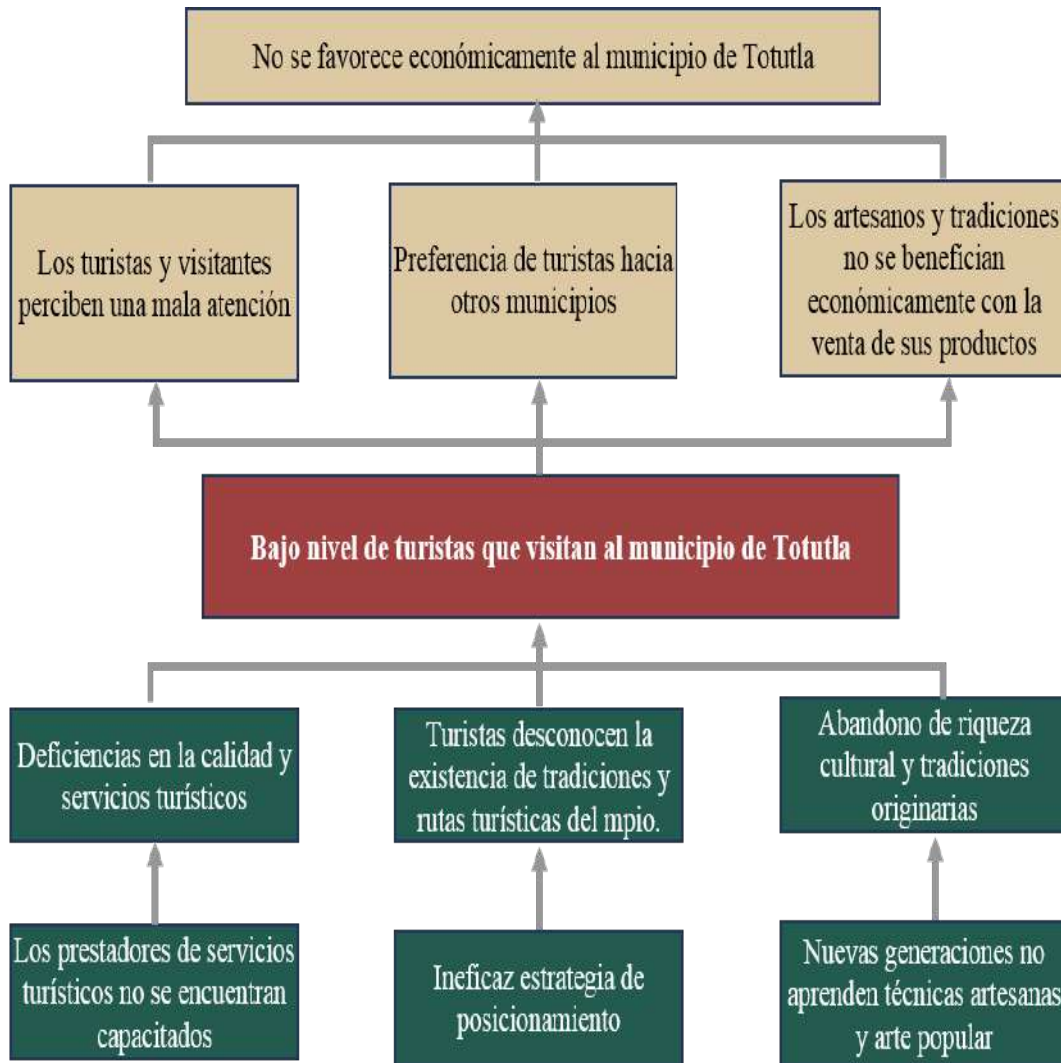 No se favorece económicamente al municipio de Totutla
Los turistas y visitantes
perciben una mala atención
Preferencia de turistas hacia
otros municipios
Los artesanos y tradiciones
no se benefician
económicamente con la
venta de sus productos
Bajo nivel de turistas que visitan al municipio de Totutla
Deficiencias en la calidad y
servicios turísticos
Turistas desconocen la
existencia de tradiciones y
rutas turísticas del mpio.
Abandono de riqueza
cultural y tradiciones
originarias
Los prestadores de servicios
turísticos no se encuentran
capacitados
Ineficaz estrategia de
posicionamiento
Nuevas generaciones no
aprenden técnicas artesanas
y arte popular